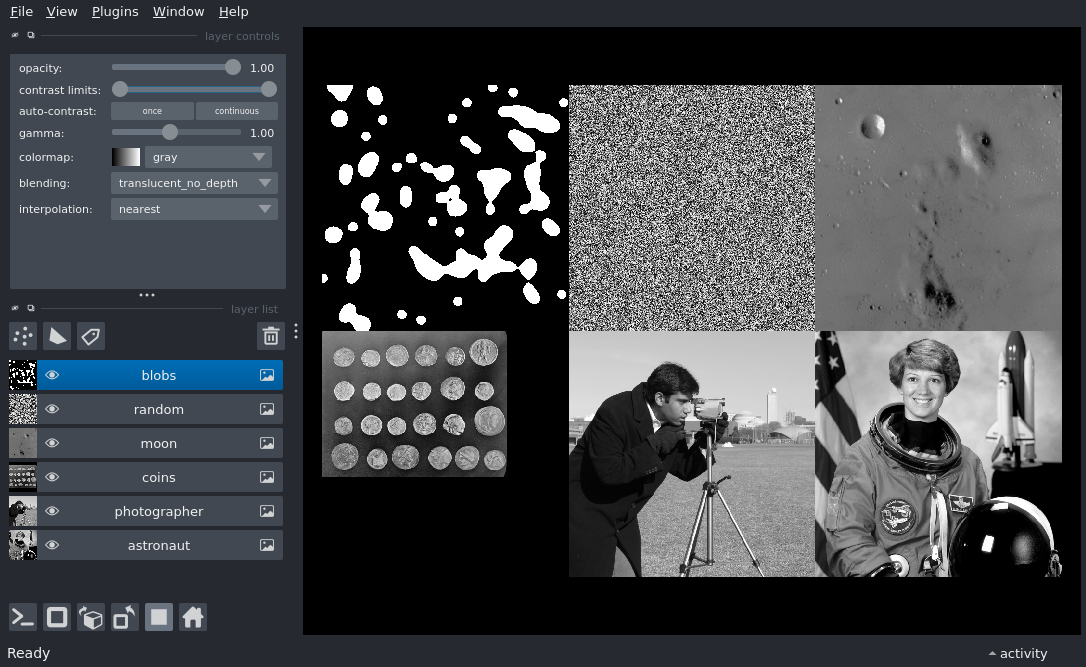 File View Plugins Window Help
layer controls
opacity: 1.00
contrast limits:
auto-contrast: once continuous
gamma: 1.00
colormap: gray
blending: translucent_no_depth
interpolation: nearest
layer list
blobs
random
moon
coins
photographer
astronaut
Ready
activity